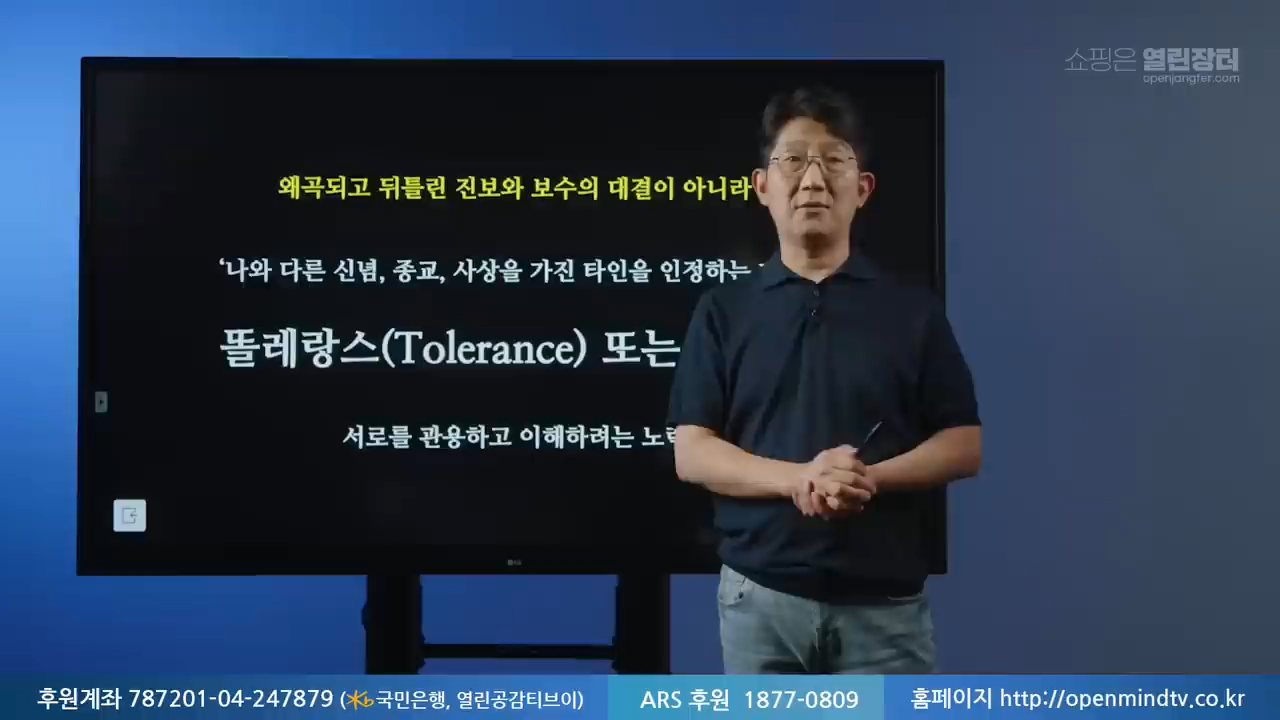 쇼핑은 열린장터
openjangter.com
왜곡되고 뒤틀린 진보와 보수의 대결이 아니라
‘나와 다른 신념, 종교, 사상을 가진 타인을 인정하는
똘레랑스(Tolerance) 또는
서로를 관용하고 이해하려는 노력
LG
후원계좌 787201-04-247879 (Kb국민은행, 열린공감티브이)
ARS 후원 1877-0809
홈페이지 http://openmindtv.co.kr